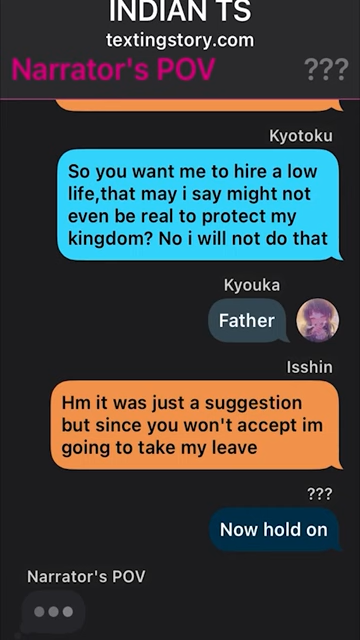 INDIAN TS
textingstory.com
Narrator's POV
???
Kyotoku
So you want me to hire a low
life,that may i say might not
even be real to protect my
kingdom? No i will not do that
Kyouka
Father
Isshin
Hm it was just a suggestion
but since you won't accept im
going to take my leave
???
Now hold on
Narrator's POV